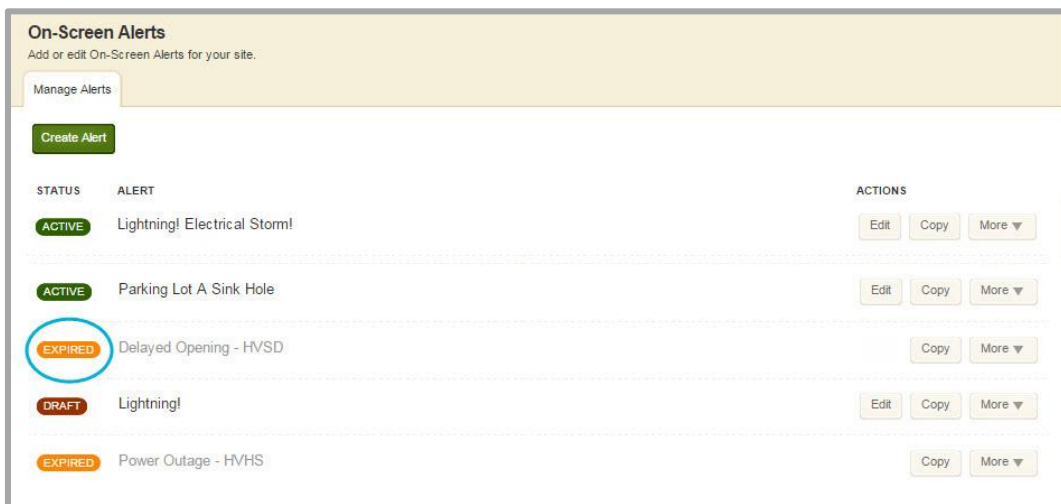 On-Screen Alerts
Add or edit On-Screen Alerts for your site.
Manage Alerts
Create Alert
STATUS ALERT ACTIONS
ACTIVE Lightning! Electrical Storm! Edit Copy More
ACTIVE Parking Lot A Sink Hole Edit Copy More
EXPIRED Delayed Opening - HVSD Copy More
DRAFT Lightning! Edit Copy More
EXPIRED Power Outage - HVHS Copy More